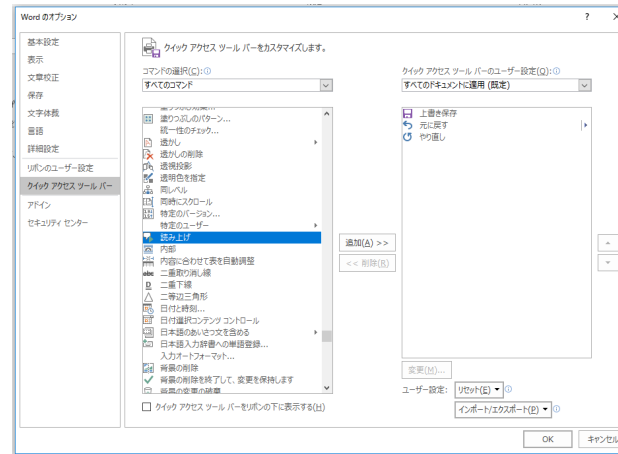 Word のオプション
?
基本設定
表示
文章校正
保存
文字体裁
言語
詳細設定
リボンのユーザー設定
クイック アクセス ツール バー
アドイン
セキュリティ センター
クイック アクセス ツール バーをカスタマイズします。
コマンドの選択(C):
すべてのコマンド
塗りつぶしのパターン...
統一性のチェック...
透かし
透かしの削除
透視投影
透明色を指定
同レベル
同時にスクロール
特定のバージョン...
特定のユーザー
読み上げ
内部
内容に合わせて表を自動調整
abc 二重取り消し線
D 二重下線
二等辺三角形
日付と時刻...
日付選択コンテンツ コントロール
日本語のあいさつ文を含める
日本語入力辞書への単語登録...
入力オートフォーマット...
背景の削除
背景の削除を終了して、変更を保持します
背景の変更の破棄
クイック アクセス ツール バーをリボンの下に表示する(H)
追加(A) >>
<< 削除(R)
クイック アクセス ツール バーのユーザー設定(Q):
すべてのドキュメントに適用 (既定)
上書き保存
元に戻す
やり直し
変更(M)...
ユーザー設定: リセット(E)
インポート/エクスポート(P)
OK
キャンセル